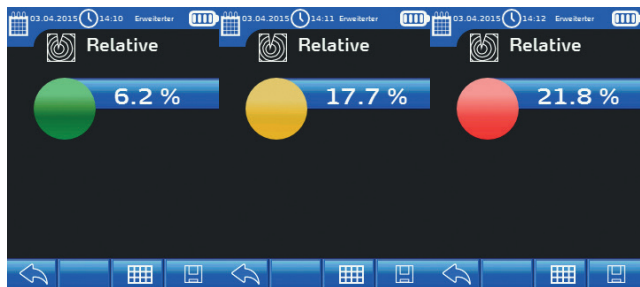 03.04.2015 14:10 Erweiterter
Relative
6.2 %
03.04.2015 14:11 Erweiterter
Relative
17.7 %
03.04.2015 14:12 Erweiterter
Relative
21.8 %